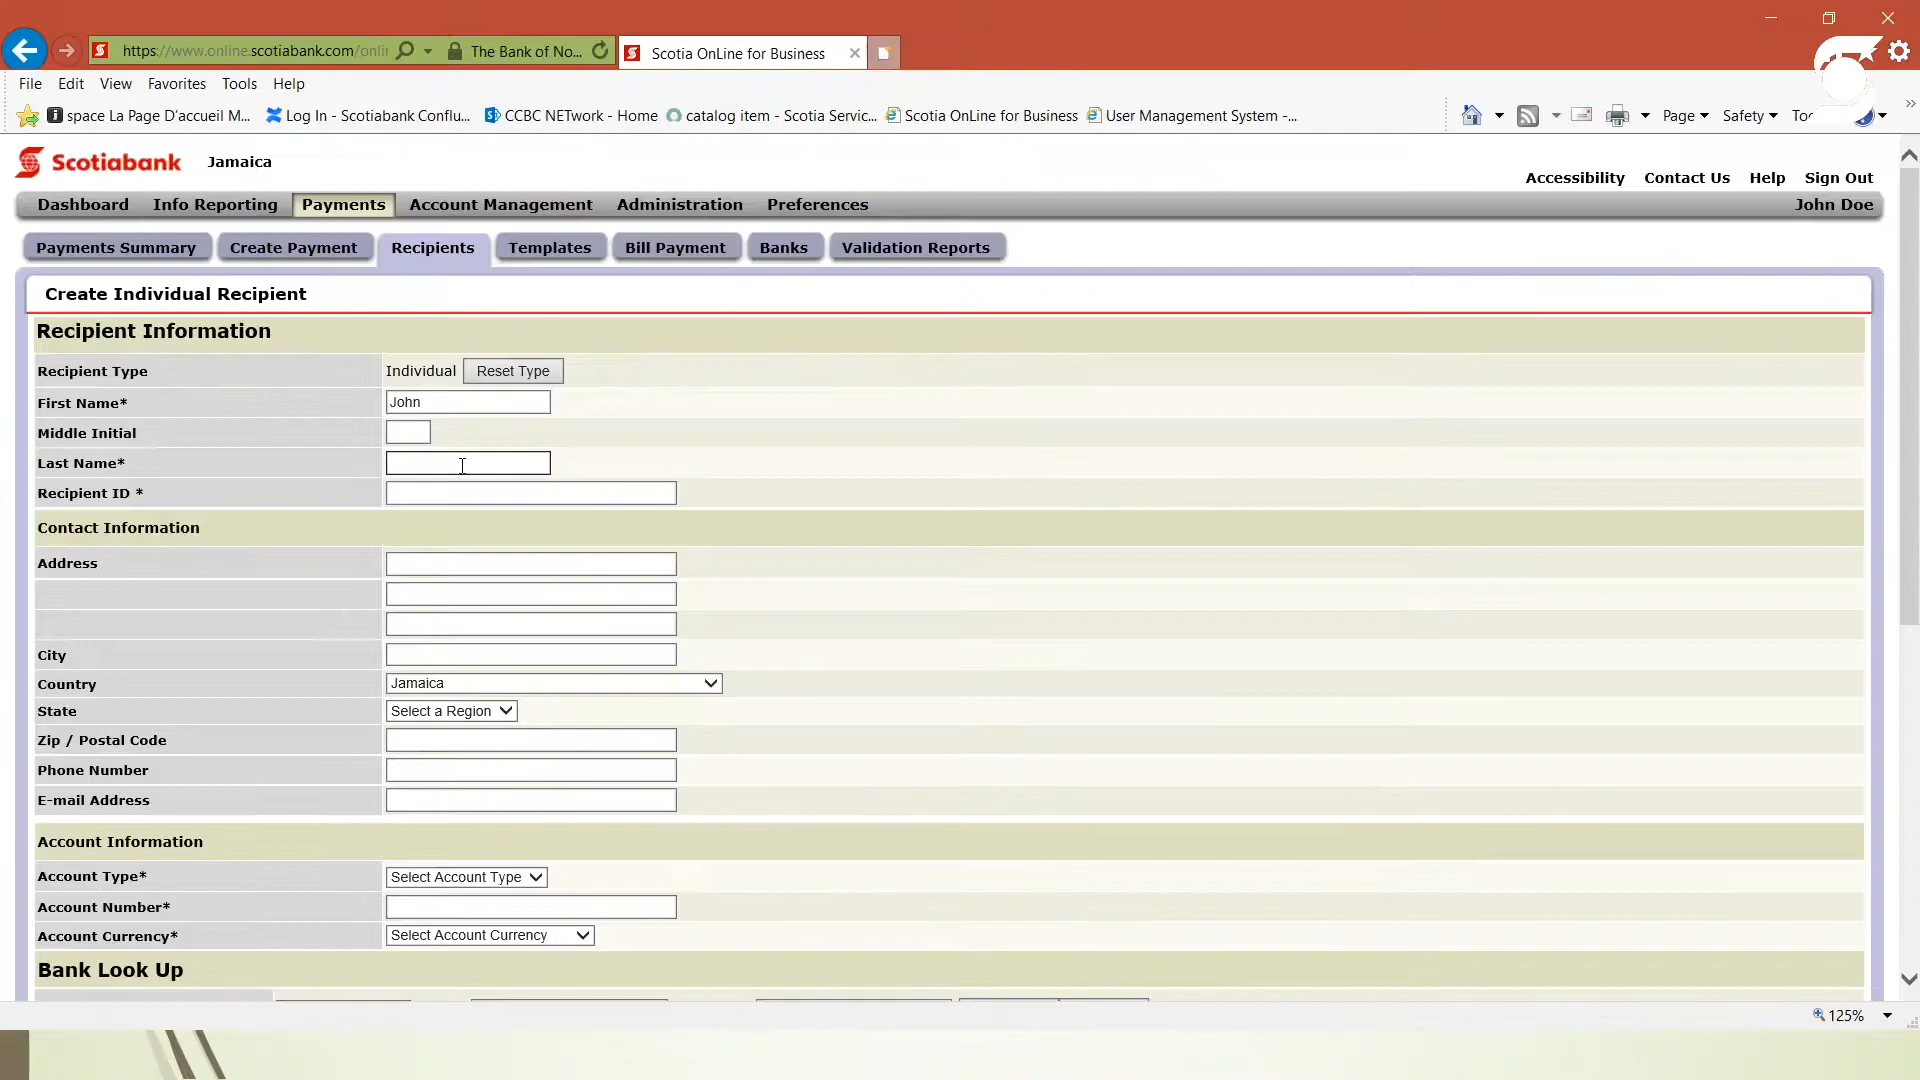 https://www.online.scotiabank.com/onlin
The Bank of No...
Scotia OnLine for Business
File Edit View Favorites Tools Help
space La Page D'accueil M...
Log In - Scotiabank Conflu...
CCBC NETwork - Home
catalog item - Scotia Servic...
Scotia OnLine for Business
User Management System -...
Page
Safety
Scotiabank
Jamaica
Accessibility Contact Us Help Sign Out
Dashboard Info Reporting Payments Account Management Administration Preferences
John Doe
Payments Summary Create Payment Recipients Templates Bill Payment Banks Validation Reports
Create Individual Recipient
Recipient Information
Recipient Type Individual Reset Type
First Name* John
Middle Initial
Last Name*
Recipient ID *
Contact Information
Address
City
Country Jamaica
State Select a Region
Zip / Postal Code
Phone Number
E-mail Address
Account Information
Account Type* Select Account Type
Account Number*
Account Currency* Select Account Currency
Bank Look Up
125%